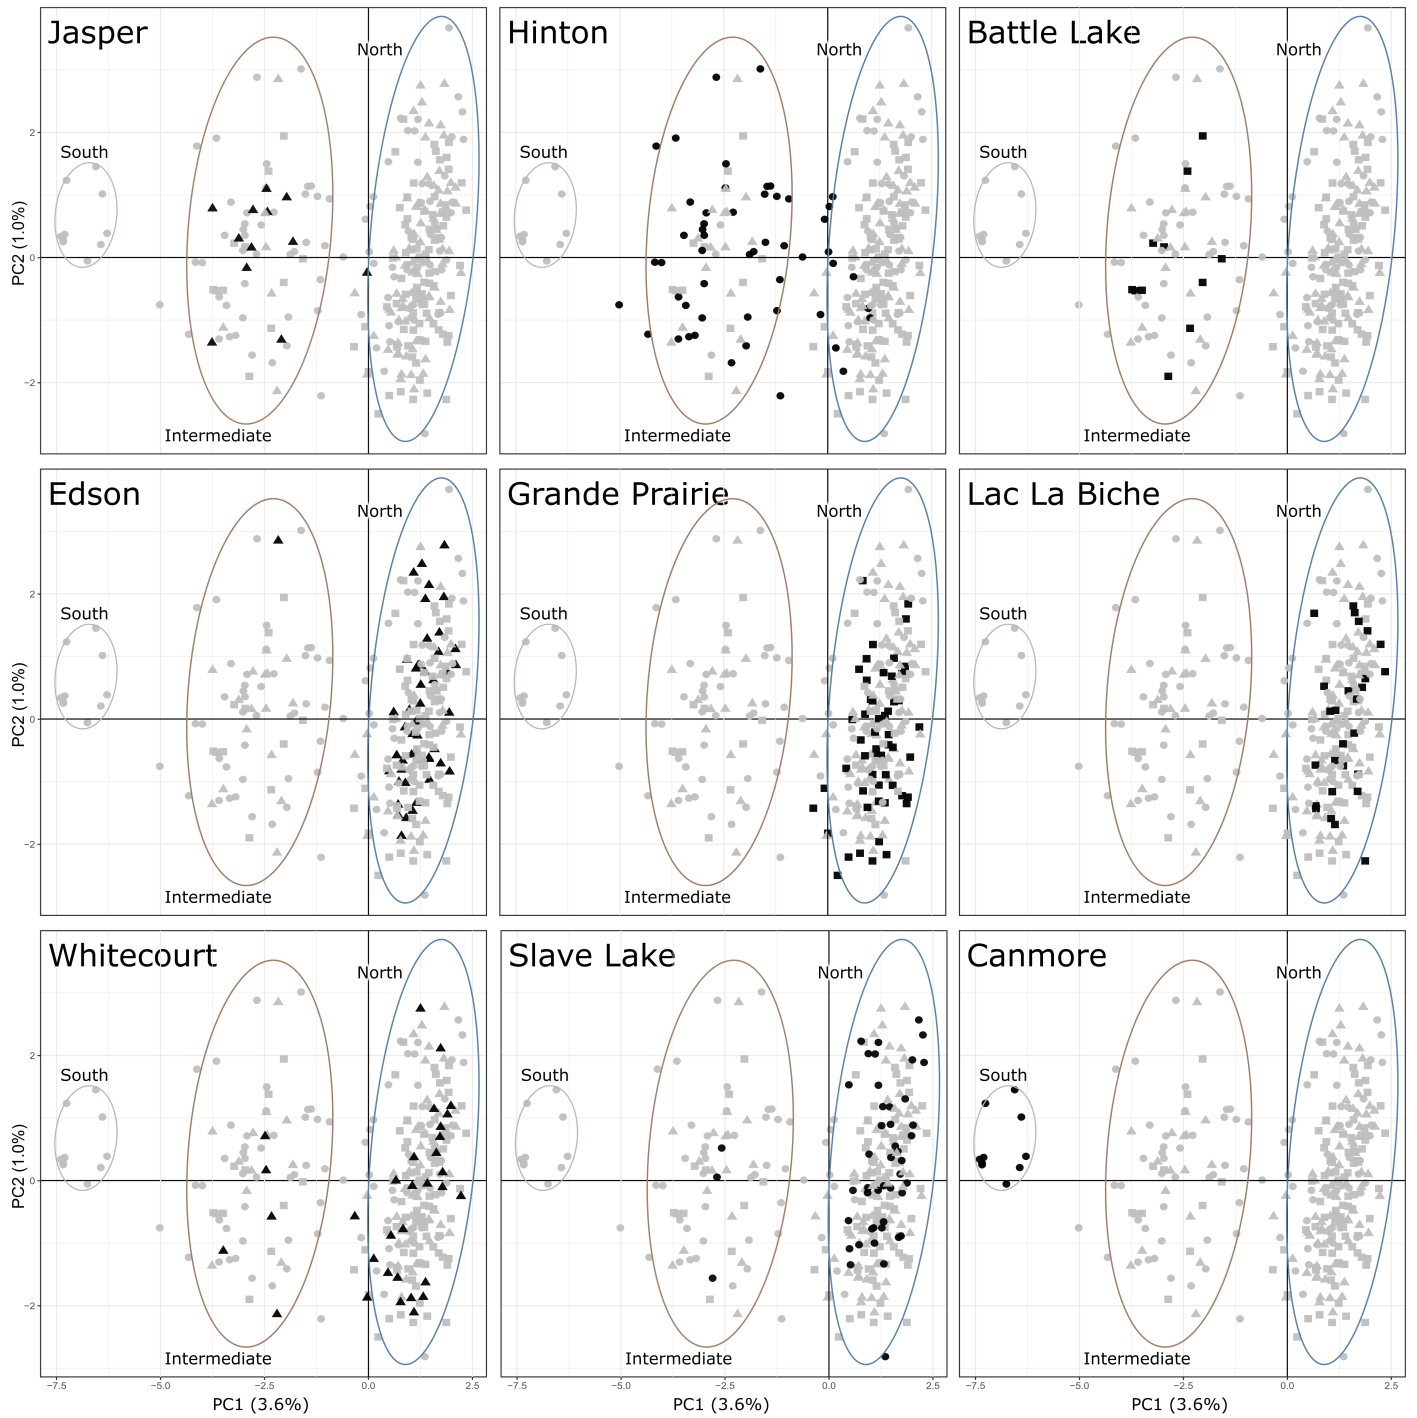 Jasper
North
South
Intermediate
2
0
−2
PC2 (1.0%)
Hinton
North
South
Intermediate
Battle Lake
North
South
Intermediate
Edson
North
South
Intermediate
2
0
−2
PC2 (1.0%)
Grande Prairie
North
South
Intermediate
Lac La Biche
North
South
Intermediate
Whitecourt
North
South
Intermediate
2
0
−2
PC2 (1.0%)
−7.5 −5.0 −2.5 0.0 2.5
PC1 (3.6%)
Slave Lake
North
South
Intermediate
−7.5 −5.0 −2.5 0.0 2.5
PC1 (3.6%)
Canmore
North
South
Intermediate
−7.5 −5.0 −2.5 0.0 2.5
PC1 (3.6%)